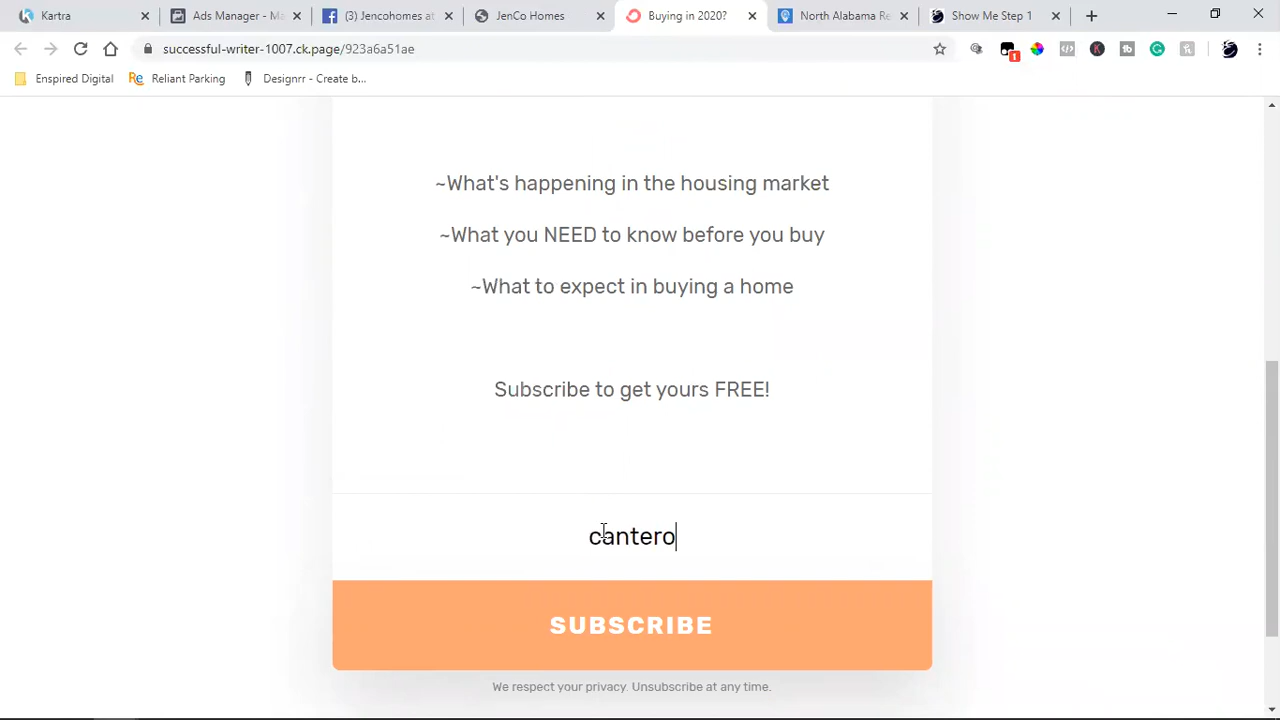 Kartra
Ads Manager - Ma
(3) Jencohomes at
JenCo Homes
Buying in 2020?
North Alabama Re
Show Me Step 1
successful-writer-1007.ck.page/923a6a51ae
1
Enspired Digital
Reliant Parking
Designrr - Create b...
~What's happening in the housing market
~What you NEED to know before you buy
~What to expect in buying a home
Subscribe to get yours FREE!
cantero
SUBSCRIBE
We respect your privacy. Unsubscribe at any time.